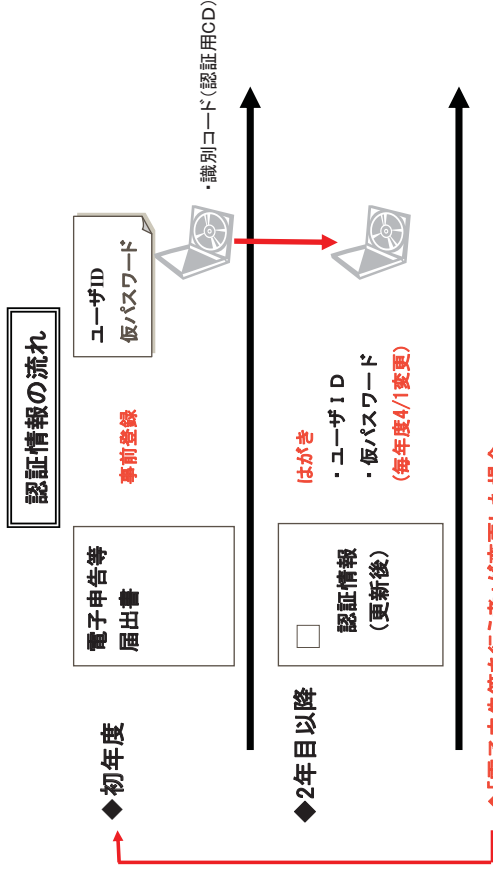 認証情報の流れ
◆初年度
電子申告等
届出書
事前登録
ユーザID
仮パスワード
・識別コード（認証用CD）
◆2年目以降
認証情報
（更新後）
はがき
・ユーザＩＤ
・仮パスワード
（毎年度4/1変更）